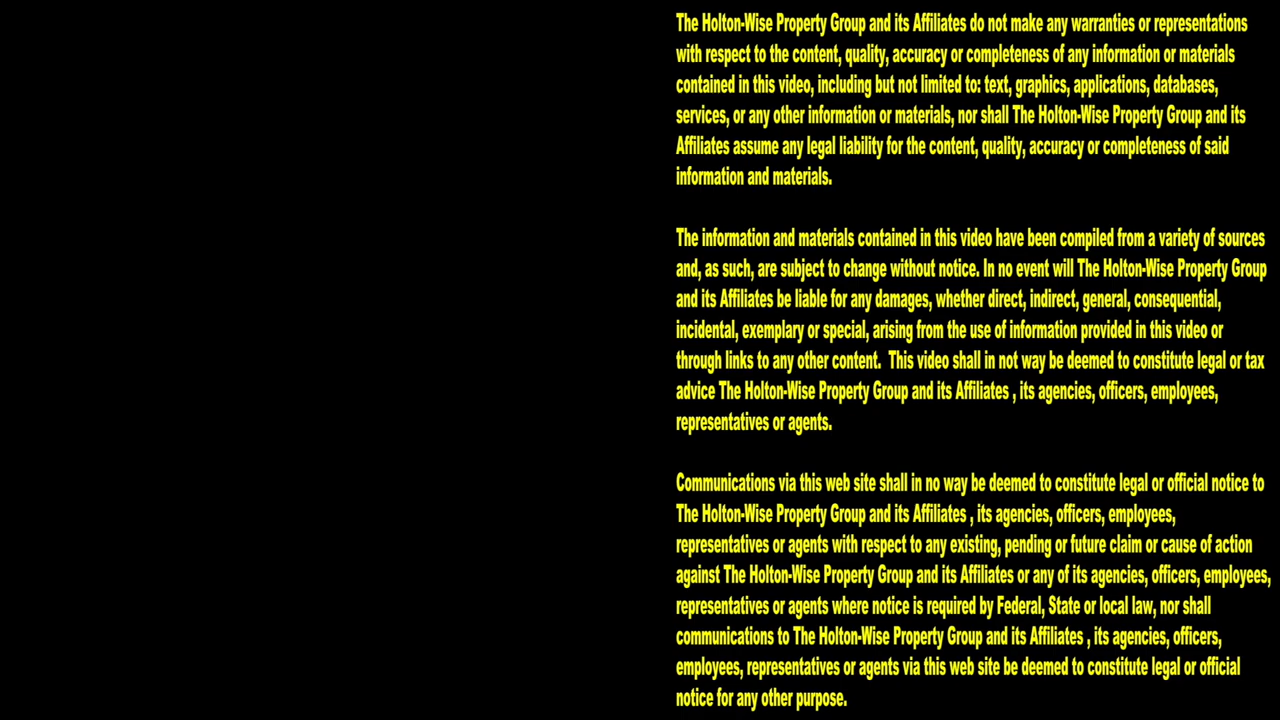 The Holton-Wise Property Group and its Affiliates do not make any warranties or representations
with respect to the content, quality, accuracy or completeness of any information or materials
contained in this video, including but not limited to: text, graphics, applications, databases,
services, or any other information or materials, nor shall The Holton-Wise Property Group and its
Affiliates assume any legal liability for the content, quality, accuracy or completeness of said
information and materials.
The information and materials contained in this video have been compiled from a variety of sources
and, as such, are subject to change without notice. In no event will The Holton-Wise Property Group
and its Affiliates be liable for any damages, whether direct, indirect, general, consequential,
incidental, exemplary or special, arising from the use of information provided in this video or
through links to any other content.  This video shall in not way be deemed to constitute legal or tax
advice The Holton-Wise Property Group and its Affiliates , its agencies, officers, employees,
representatives or agents.
Communications via this web site shall in no way be deemed to constitute legal or official notice to
The Holton-Wise Property Group and its Affiliates , its agencies, officers, employees,
representatives or agents with respect to any existing, pending or future claim or cause of action
against The Holton-Wise Property Group and its Affiliates or any of its agencies, officers, employees,
representatives or agents where notice is required by Federal, State or local law, nor shall
communications to The Holton-Wise Property Group and its Affiliates , its agencies, officers,
employees, representatives or agents via this web site be deemed to constitute legal or official
notice for any other purpose.